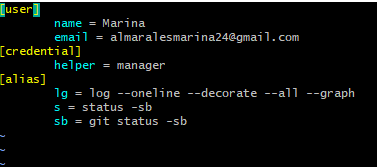 [user]
name = Marina
email = almaralesmarina24@gmail.com
[credential]
helper = manager
[alias]
lg = log --oneline --decorate --all --graph
s = status -sb
sb = git status -sb
~
~
~